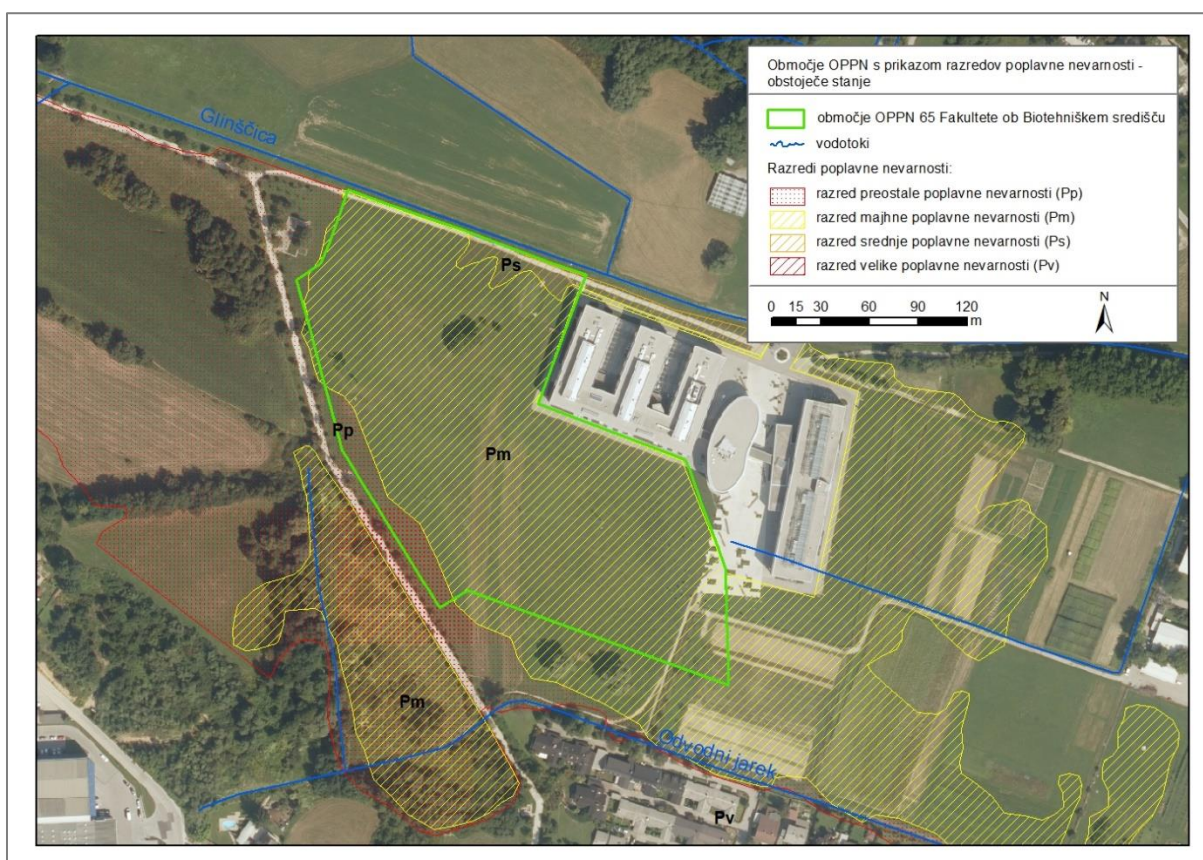 Območje OPPN s prikazom razredov poplavne nevarnosti -
obstoječe stanje
območje OPPN 65 Fakultete ob Biotehniškem središču
vodotoki
Razredi poplavne nevarnosti:
razred preostale poplavne nevarnosti (Pp)
razred majhne poplavne nevarnosti (Pm)
razred srednje poplavne nevarnosti (Ps)
razred velike poplavne nevarnosti (Pv)
0 15 30 60 90 120
m
N
Glinščica
Ps
Pp
Pm
Pm
Odvodni jarek
Pv